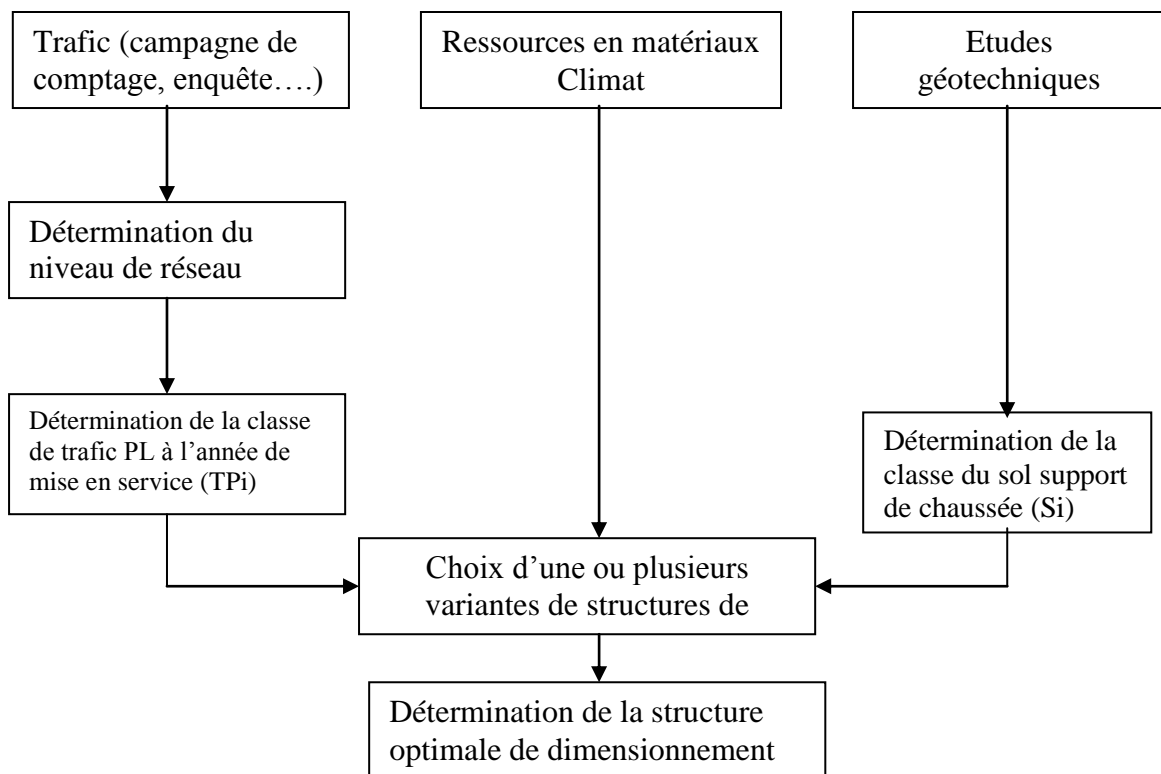 Trafic (campagne de
comptage, enquête….)
Ressources en matériaux
Climat
Etudes
géotechniques
Détermination du
niveau de réseau
Détermination de la classe
de trafic PL à l’année de
mise en service (TPi)
Détermination de la
classe du sol support
de chaussée (Si)
Choix d’une ou plusieurs
variantes de structures de
Détermination de la structure
optimale de dimensionnement